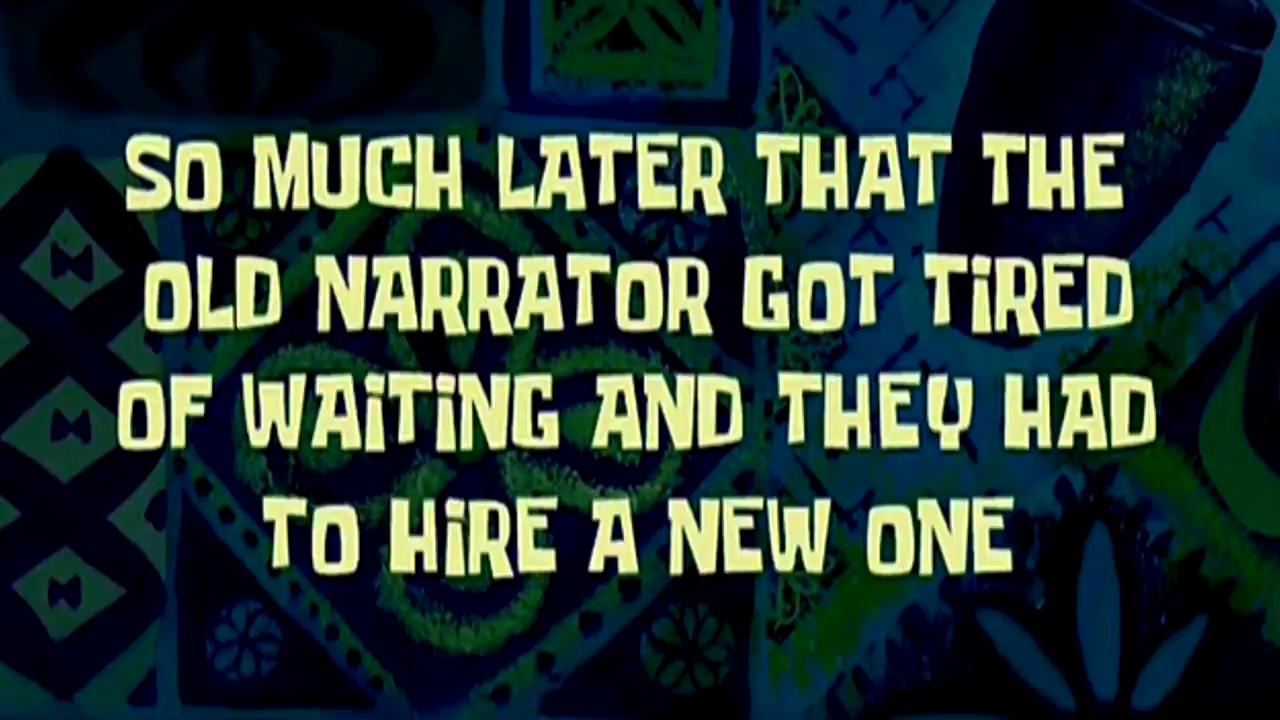 SO MUCH LATER THAT THE
OLD NARRATOR GOT TiRED
OF WAiTiNG AND THEY HAD
TO HiRE A NEW ONE